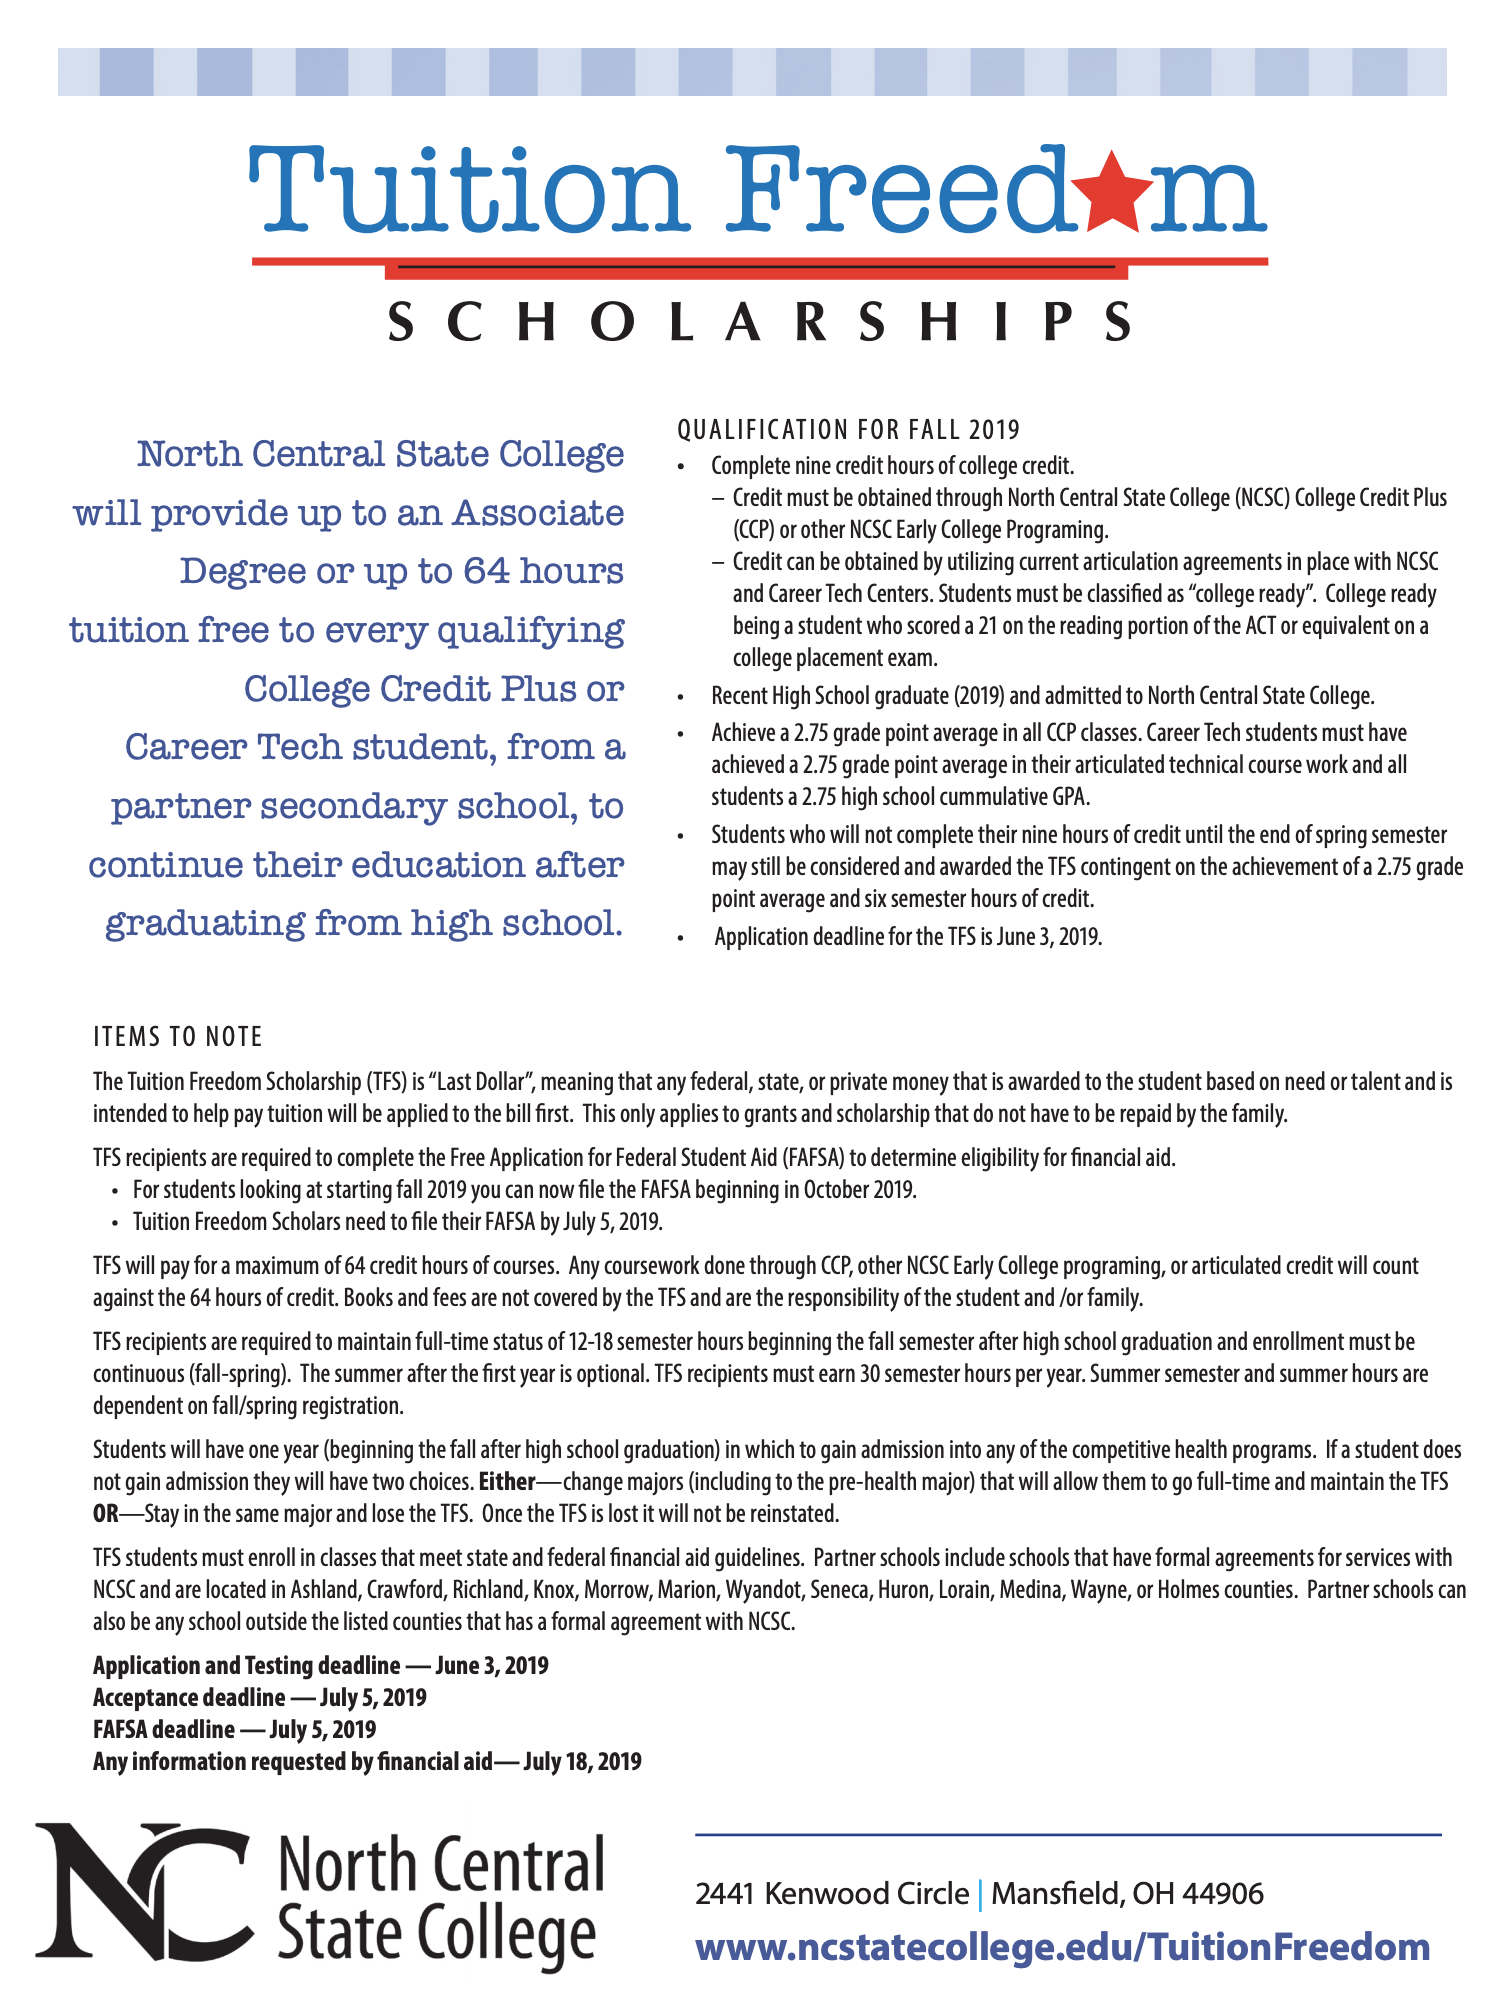 Tuition Freedom
SCHOLARSHIPS
North Central State College
will provide up to an Associate
Degree or up to 64 hours
tuition free to every qualifying
College Credit Plus or
Career Tech student, from a
partner secondary school, to
continue their education after
graduating from high school.
QUALIFICATION FOR FALL 2019
• Complete nine credit hours of college credit.
– Credit must be obtained through North Central State College (NCSC) College Credit Plus
(CCP) or other NCSC Early College Programing.
– Credit can be obtained by utilizing current articulation agreements in place with NCSC
and Career Tech Centers. Students must be classified as “college ready”. College ready
being a student who scored a 21 on the reading portion of the ACT or equivalent on a
college placement exam.
• Recent High School graduate (2019) and admitted to North Central State College.
• Achieve a 2.75 grade point average in all CCP classes. Career Tech students must have
achieved a 2.75 grade point average in their articulated technical course work and all
students a 2.75 high school cummulative GPA.
• Students who will not complete their nine hours of credit until the end of spring semester
may still be considered and awarded the TFS contingent on the achievement of a 2.75 grade
point average and six semester hours of credit.
• Application deadline for the TFS is June 3, 2019.
ITEMS TO NOTE
The Tuition Freedom Scholarship (TFS) is “Last Dollar”, meaning that any federal, state, or private money that is awarded to the student based on need or talent and is
intended to help pay tuition will be applied to the bill first. This only applies to grants and scholarship that do not have to be repaid by the family.
TFS recipients are required to complete the Free Application for Federal Student Aid (FAFSA) to determine eligibility for financial aid.
• For students looking at starting fall 2019 you can now file the FAFSA beginning in October 2019.
• Tuition Freedom Scholars need to file their FAFSA by July 5, 2019.
TFS will pay for a maximum of 64 credit hours of courses. Any coursework done through CCP, other NCSC Early College programing, or articulated credit will count
against the 64 hours of credit. Books and fees are not covered by the TFS and are the responsibility of the student and /or family.
TFS recipients are required to maintain full-time status of 12-18 semester hours beginning the fall semester after high school graduation and enrollment must be
continuous (fall-spring). The summer after the first year is optional. TFS recipients must earn 30 semester hours per year. Summer semester and summer hours are
dependent on fall/spring registration.
Students will have one year (beginning the fall after high school graduation) in which to gain admission into any of the competitive health programs. If a student does
not gain admission they will have two choices. Either—change majors (including to the pre-health major) that will allow them to go full-time and maintain the TFS
OR—Stay in the same major and lose the TFS. Once the TFS is lost it will not be reinstated.
TFS students must enroll in classes that meet state and federal financial aid guidelines. Partner schools include schools that have formal agreements for services with
NCSC and are located in Ashland, Crawford, Richland, Knox, Morrow, Marion, Wyandot, Seneca, Huron, Lorain, Medina, Wayne, or Holmes counties. Partner schools can
also be any school outside the listed counties that has a formal agreement with NCSC.
Application and Testing deadline — June 3, 2019
Acceptance deadline — July 5, 2019
FAFSA deadline — July 5, 2019
Any information requested by financial aid— July 18, 2019
NC North Central
State College
2441 Kenwood Circle | Mansfield, OH 44906
www.ncstatecollege.edu/TuitionFreedom